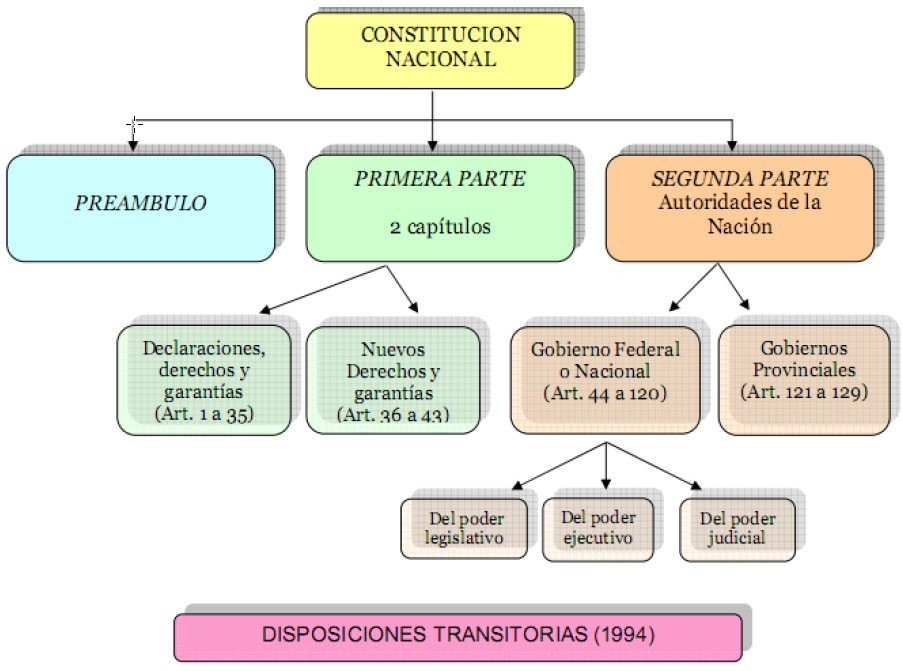 CONSTITUCION
NACIONAL
PREAMBULO
PRIMERA PARTE
2 capítulos
SEGUNDA PARTE
Autoridades de la
Nación
Declaraciones,
derechos y
garantías
(Art. 1 a 35)
Nuevos
Derechos y
garantías
(Art. 36 a 43)
Gobierno Federal
o Nacional
(Art. 44 a 120)
Gobiernos
Provinciales
(Art. 121 a 129)
Del poder
legislativo
Del poder
ejecutivo
Del poder
judicial
DISPOSICIONES TRANSITORIAS (1994)